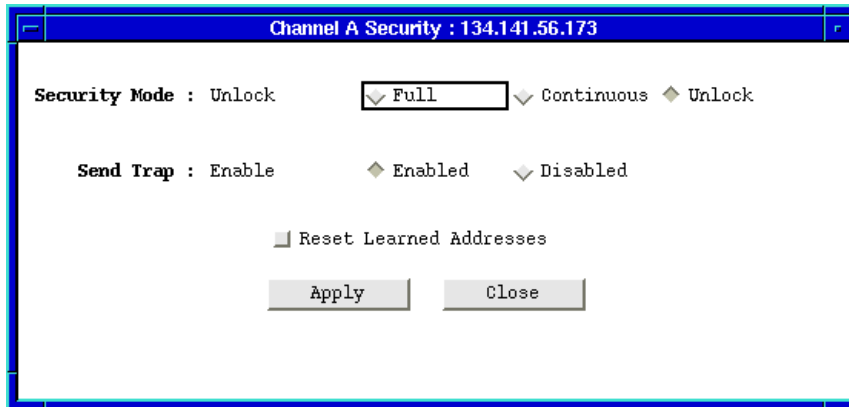 Channel A Security : 134.141.56.173
Security Mode : Unlock Full Continuous Unlock
Send Trap : Enable Enabled Disabled
Reset Learned Addresses
Apply Close